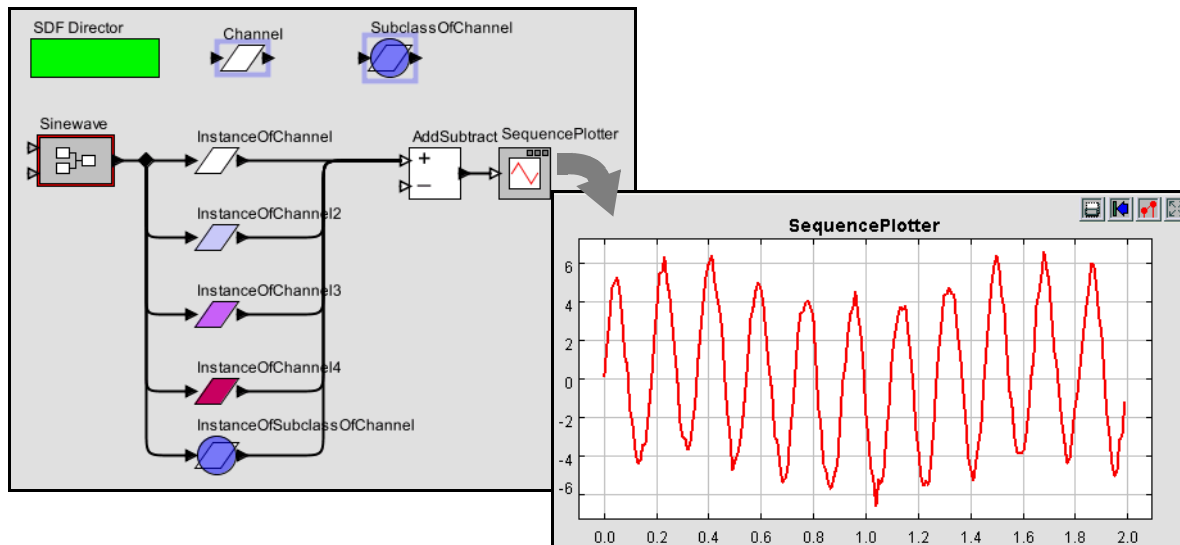 SDF Director
Channel
SubclassOfChannel
Sinewave
InstanceOfChannel
AddSubtract
SequencePlotter
+
−
InstanceOfChannel2
InstanceOfChannel3
InstanceOfChannel4
InstanceOfSubclassOfChannel
SequencePlotter
6
4
2
0
-2
-4
-6
0.0 0.2 0.4 0.6 0.8 1.0 1.2 1.4 1.6 1.8 2.0